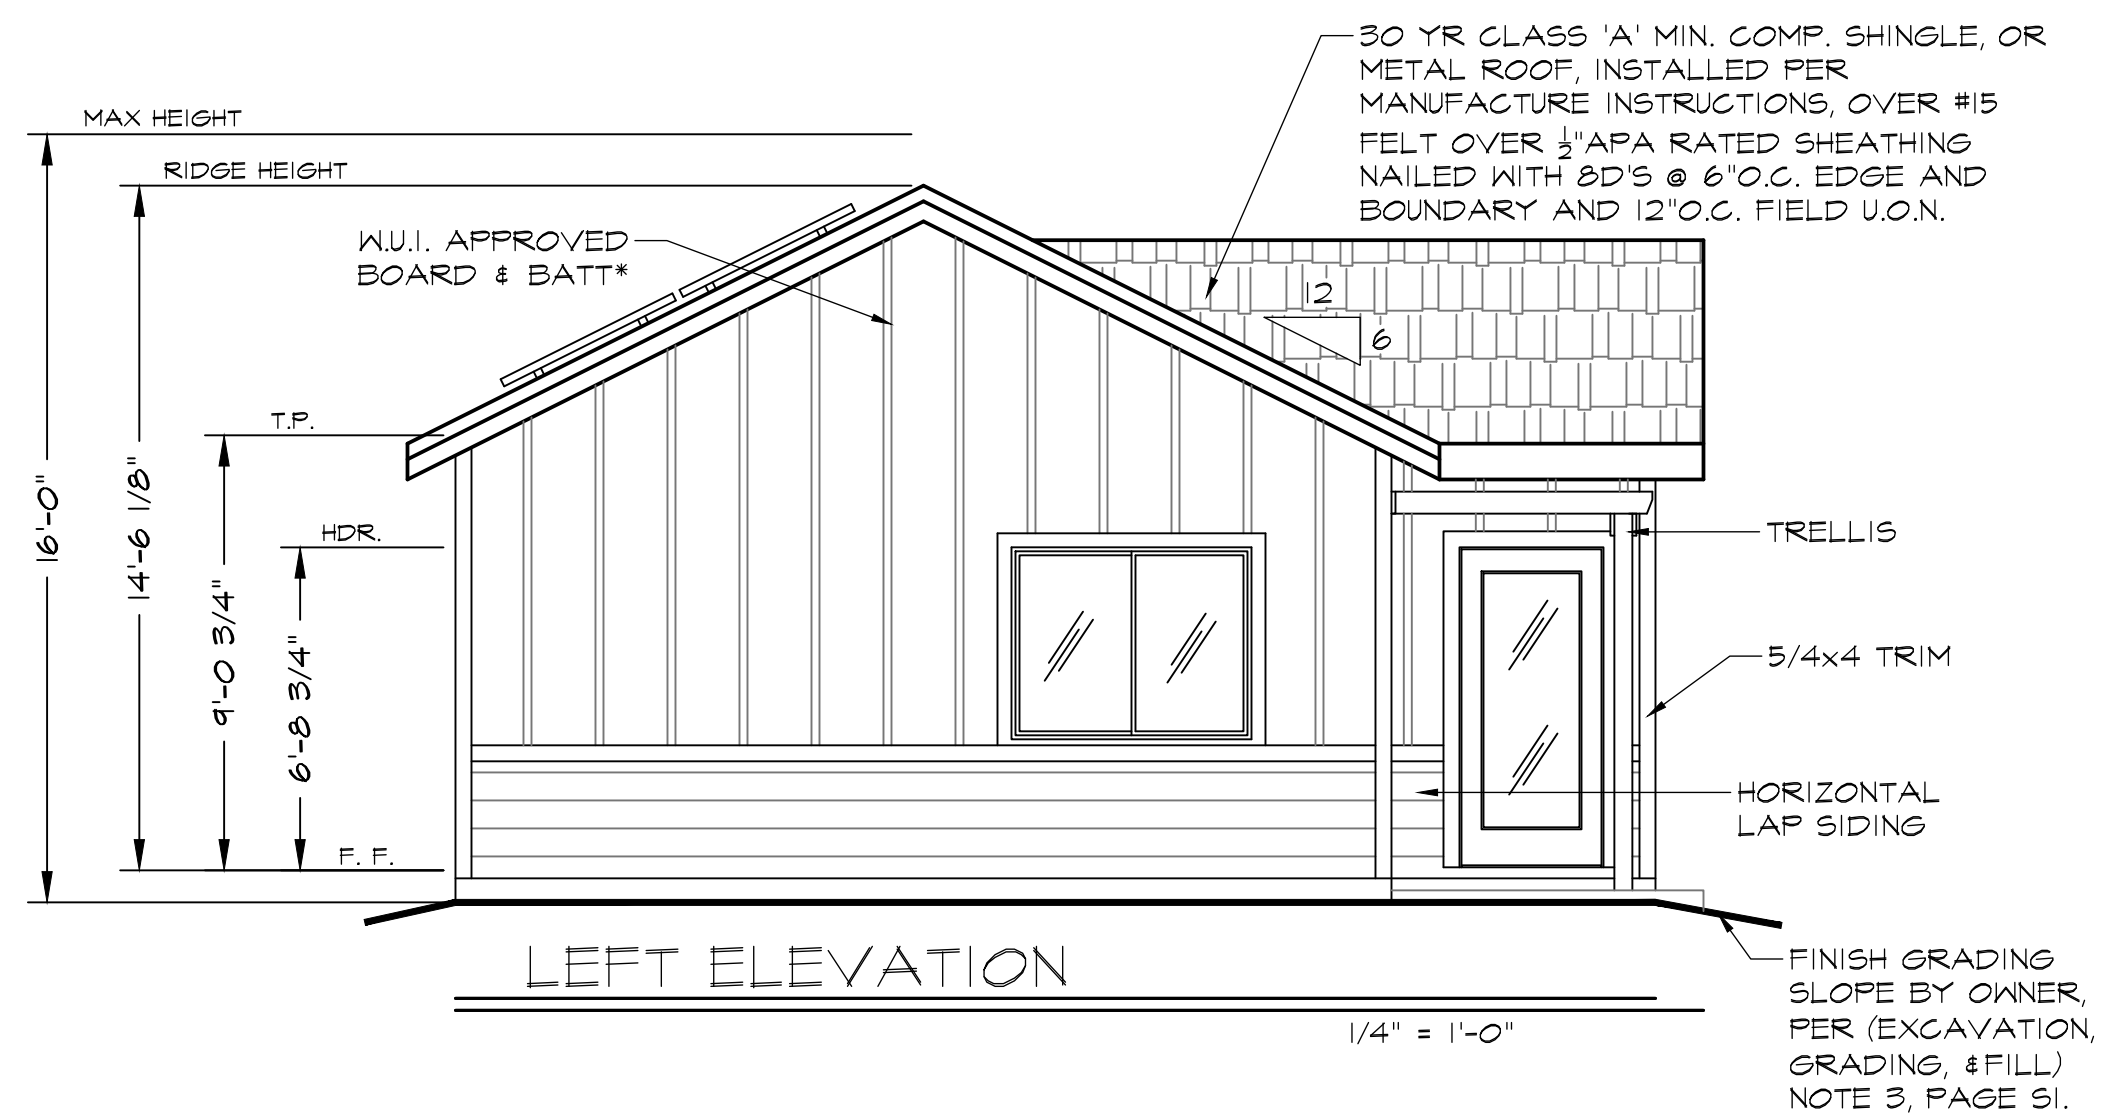 30 YR CLASS 'A' MIN. COMP. SHINGLE, OR
METAL ROOF, INSTALLED PER
MANUFACTURE INSTRUCTIONS, OVER #15
FELT OVER ½"APA RATED SHEATHING
NAILED WITH 8D'S @ 6"O.C. EDGE AND
BOUNDARY AND 12"O.C. FIELD U.O.N.
MAX HEIGHT
RIDGE HEIGHT
W.U.I. APPROVED
BOARD & BATT*
12
6
T.P.
HDR.
F. F.
16'-0"
14'-6 1/8"
9'-0 3/4"
6'-8 3/4"
TRELLIS
5/4x4 TRIM
HORIZONTAL
LAP SIDING
FINISH GRADING
SLOPE BY OWNER,
PER (EXCAVATION,
GRADING, &FILL)
NOTE 3, PAGE S1.
LEFT ELEVATION
1/4" = 1'-0"